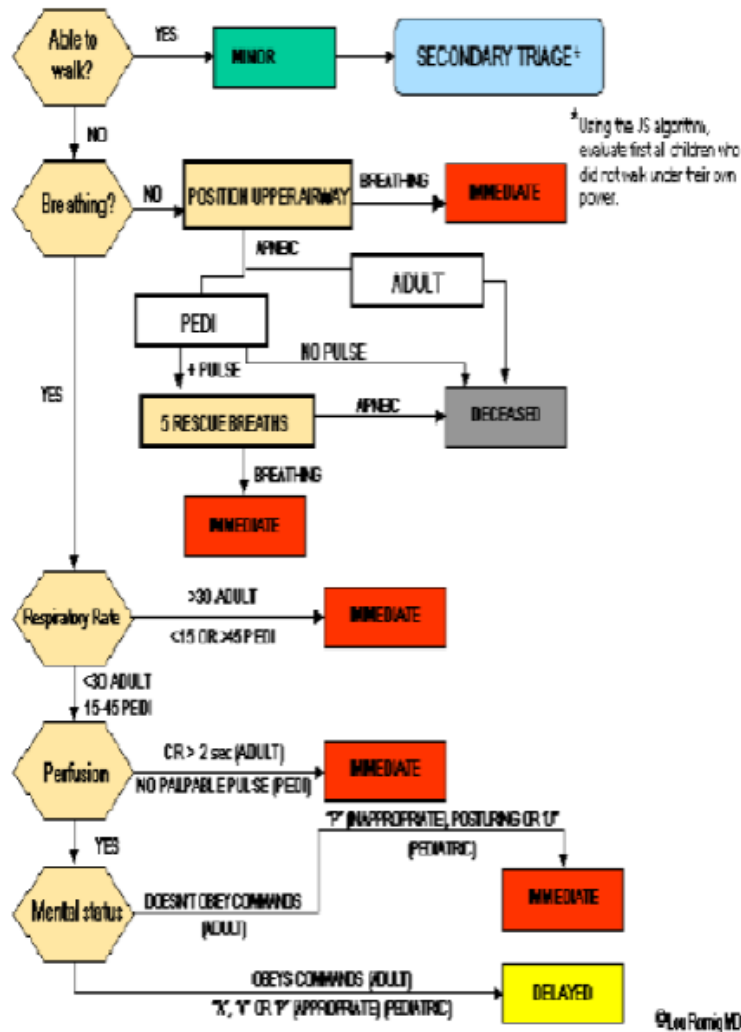 Able to
walk?
YES
MINOR
SECONDARY TRIAGE*
*Using the JS algorithm,
evaluate first all children who
did not walk under their own
power.
NO
Breathing?
NO
POSITION UPPER AIRWAY
BREATHING
IMMEDIATE
APNEIC
ADULT
PEDI
NO PULSE
+ PULSE
YES
5 RESCUE BREATHS
APNEIC
DECEASED
BREATHING
IMMEDIATE
Respiratory Rate
>30 ADULT
<15 OR >45 PEDI
IMMEDIATE
<30 ADULT
15-45 PEDI
Perfusion
CR > 2 sec (ADULT)
NO PALPABLE PULSE (PEDI)
IMMEDIATE
YES
"P" (INAPPROPRIATE), POSTURING OR "U"
(PEDIATRIC)
Mental status
DOESN'T OBEY COMMANDS
(ADULT)
IMMEDIATE
OBEYS COMMANDS (ADULT)
"A", "V" OR "P" (APPROPRIATE) (PEDIATRIC)
DELAYED
©Lou Romig MD